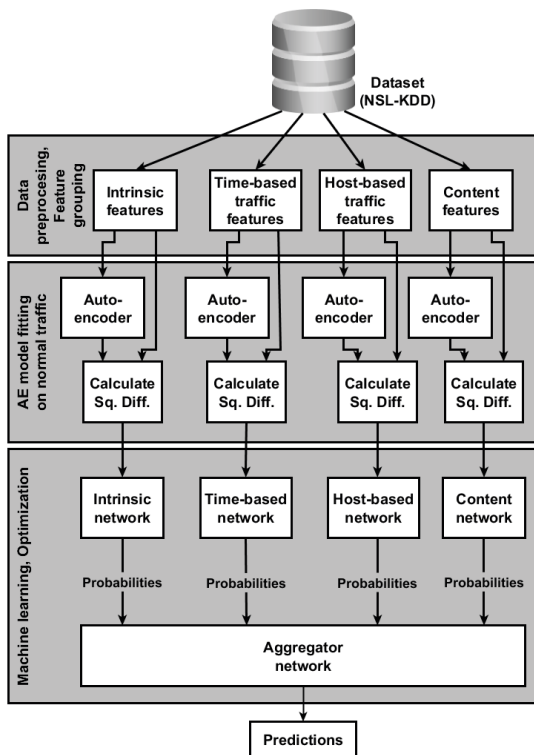 Dataset
(NSL-KDD)
Data
preprocesing,
Feature
grouping
Intrinsic
features
Time-based
traffic
features
Host-based
traffic
features
Content
features
AE model fitting
on normal traffic
Auto-
encoder
Auto-
encoder
Auto-
encoder
Auto-
encoder
Calculate
Sq. Diff.
Calculate
Sq. Diff.
Calculate
Sq. Diff.
Calculate
Sq. Diff.
Machine learning, Optimization
Intrinsic
network
Time-based
network
Host-based
network
Content
network
Probabilities
Probabilities
Probabilities
Probabilities
Aggregator
network
Predictions